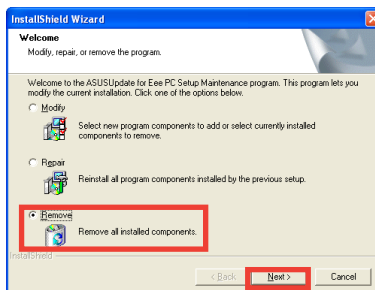 InstallShield Wizard
Welcome
Modify, repair, or remove the program.
Welcome to the ASUSUpdate for Eee PC Setup Maintenance program. This program lets you
modify the current installation. Click one of the options below.
Modify
Select new program components to add or select currently installed
components to remove.
Repair
Reinstall all program components installed by the previous setup.
Remove
Remove all installed components.
InstallShield
< Back
Next >
Cancel